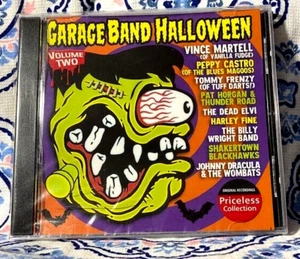 GARAGE BAND HALLOWEEN
VOLUME
TWO
VINCE MARTELL
(OF VANILLA FUDGE)
PEPPY CASTRO
(OF THE BLUES MAGOOS)
TOMMY FRENZY
(OF TUFF DARTS!)
PAT HORGAN &
THUNDER ROAD
THE DEAD ELVI
HARLEY FINE
THE BILLY
WRIGHT BAND
SHAKERTOWN
BLACKHAWKS
JOHNNY DRACULA
& THE WOMBATS
ORIGINAL RECORDINGS
Priceless
Collection